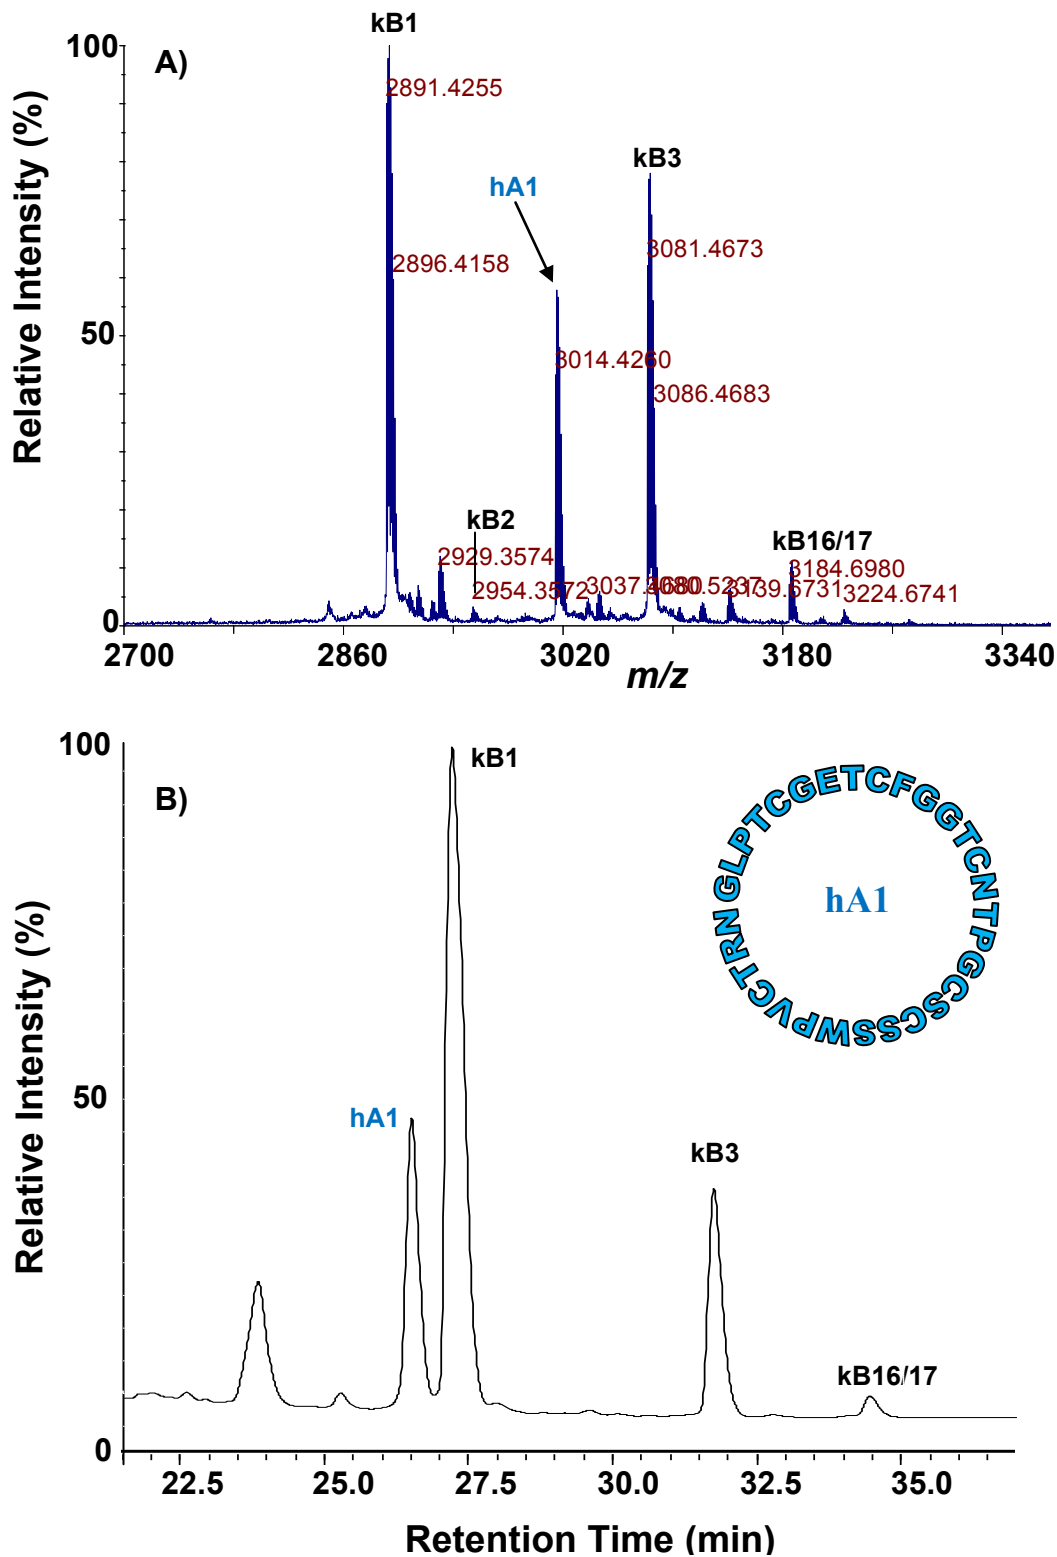 kB1
100
A)
2891.4255
kB3
hA1
3081.4673
2896.4158
50
3014.4260
3086.4683
kB2
kB16/17
2929.3574
3184.6980
2954.3572
3139.6731
3224.6741
0
2700
2860
3020
3180
3340
m/z
Relative Intensity (%)
100
kB1
B)
GLPTCGETCFGGTCNTPGCSCSSWPVCTRN
hA1
50
hA1
kB3
kB16/17
0
22.5
25.0
27.5
30.0
32.5
35.0
Relative Intensity (%)
Retention Time (min)